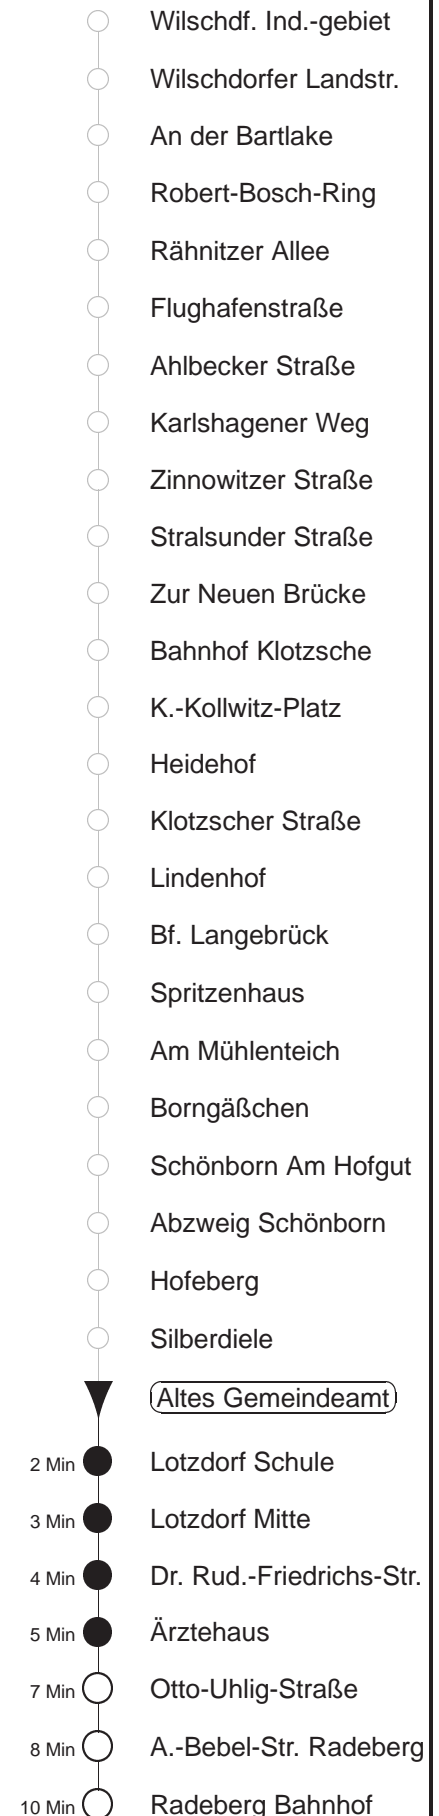 Wilschdf. Ind.-gebiet
Wilschdorfer Landstr.
An der Bartlake
Robert-Bosch-Ring
Rähnitzer Allee
Flughafenstraße
Ahlbecker Straße
Karlshagener Weg
Zinnowitzer Straße
Stralsunder Straße
Zur Neuen Brücke
Bahnhof Klotzsche
K.-Kollwitz-Platz
Heidehof
Klotzscher Straße
Lindenhof
Bf. Langebrück
Spritzenhaus
Am Mühlenteich
Borngäßchen
Schönborn Am Hofgut
Abzweig Schönborn
Hofeberg
Silberdiele
Altes Gemeindeamt
2 Min Lotzdorf Schule
3 Min Lotzdorf Mitte
4 Min Dr. Rud.-Friedrichs-Str.
5 Min Ärztehaus
7 Min Otto-Uhlig-Straße
8 Min A.-Bebel-Str. Radeberg
10 Min Radeberg Bahnhof